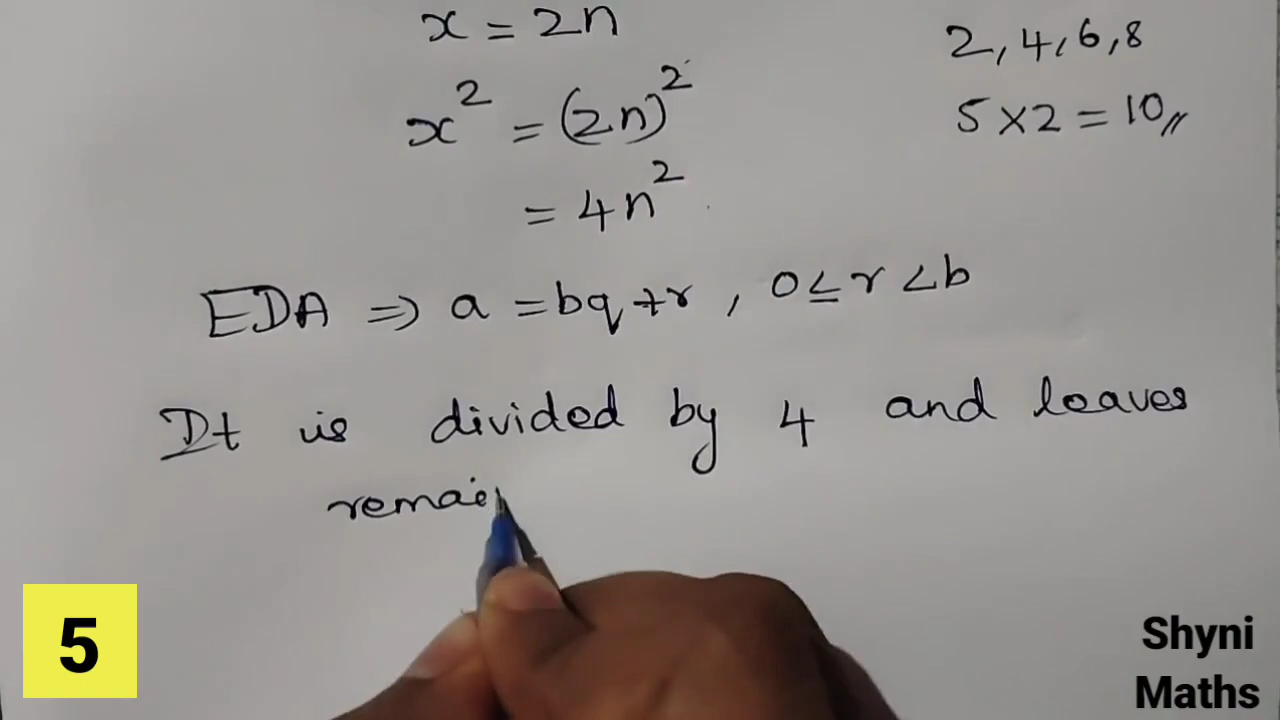 x = 2n
2, 4, 6, 8
x² = (2n)²
5 × 2 = 10,,
= 4n²
EDA ⇒ a = bq + r , 0 ≤ r < b
It is divided by 4 and leaves
remai
5
Shyni
Maths